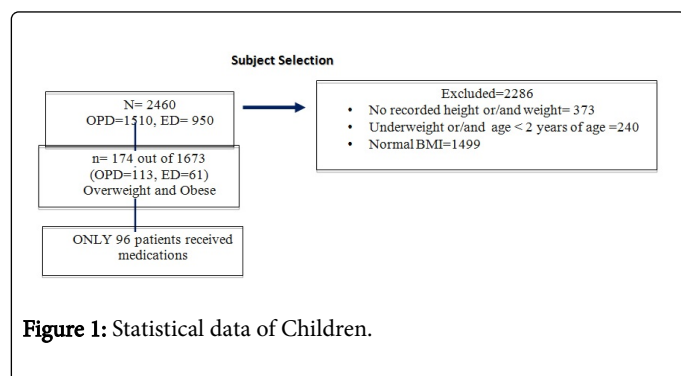 Subject Selection
N= 2460
OPD=1510, ED= 950
n= 174 out of 1673
(OPD=113, ED=61)
Overweight and Obese
ONLY 96 patients received
medications
Excluded=2286
• No recorded height or/and weight= 373
• Underweight or/and age < 2 years of age =240
• Normal BMI=1499
Figure 1: Statistical data of Children.